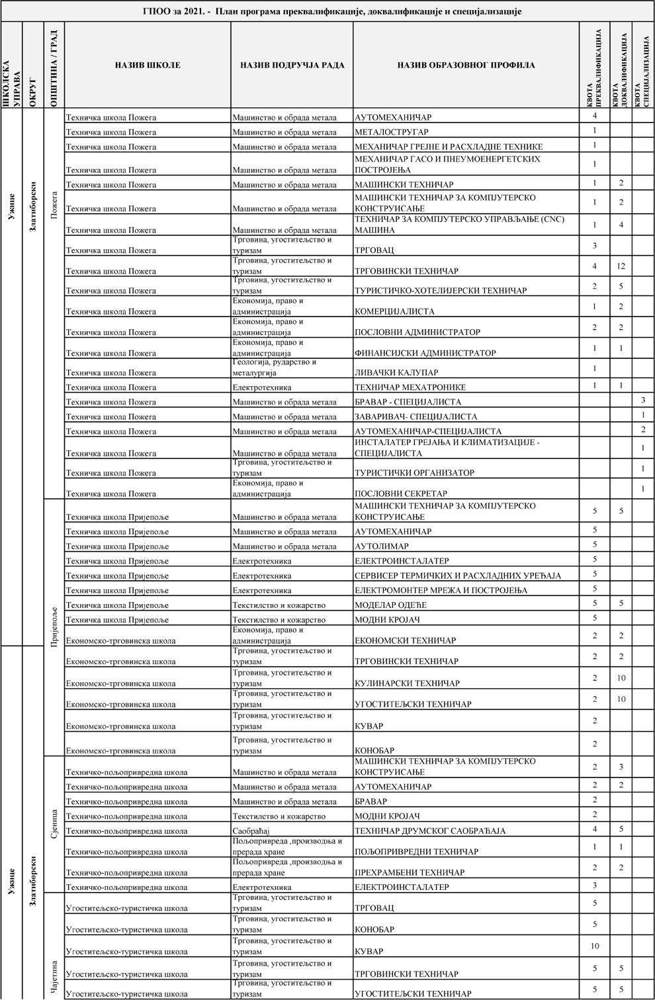 ГПОО за 2021. - План програма преквалификације, доквалификације и специјализације
ШКОЛСКА УПРАВА ОКРУГ ОПШТИНА / ГРАД НАЗИВ ШКОЛЕ НАЗИВ ПОДРУЧЈА РАДА НАЗИВ ОБРАЗОВНОГ ПРОФИЛА КВОТА ПРЕКВАЛИФИКАЦИЈА КВОТА ДОКВАЛИФИКАЦИЈА КВОТА СПЕЦИЈАЛИЗАЦИЈА
Ужице Златиборски Пожега
Техничка школа Пожега Машинство и обрада метала АУТОМЕХАНИЧАР 4
Техничка школа Пожега Машинство и обрада метала МЕТАЛОСТРУГАР 1
Техничка школа Пожега Машинство и обрада метала МЕХАНИЧАР ГРЕЈНЕ И РАСХЛАДНЕ ТЕХНИКЕ 1
Техничка школа Пожега Машинство и обрада метала МЕХАНИЧАР ГАСО И ПНЕУМОЕНЕРГЕТСКИХ ПОСТРОЈЕЊА 1
Техничка школа Пожега Машинство и обрада метала МАШИНСКИ ТЕХНИЧАР 1 2
Техничка школа Пожега Машинство и обрада метала МАШИНСКИ ТЕХНИЧАР ЗА КОМПЈУТЕРСКО КОНСТРУИСАЊЕ 1 2
Техничка школа Пожега Машинство и обрада метала ТЕХНИЧАР ЗА КОМПЈУТЕРСКО УПРАВЉАЊЕ (CNC) МАШИНА 1 4
Техничка школа Пожега Трговина, угоститељство и туризам ТРГОВАЦ 3
Техничка школа Пожега Трговина, угоститељство и туризам ТРГОВИНСКИ ТЕХНИЧАР 4 12
Техничка школа Пожега Трговина, угоститељство и туризам ТУРИСТИЧКО-ХОТЕЛИЈЕРСКИ ТЕХНИЧАР 2 5
Техничка школа Пожега Економија, право и администрација КОМЕРЦИЈАЛИСТА 1 2
Техничка школа Пожега Економија, право и администрација ПОСЛОВНИ АДМИНИСТРАТОР 2 2
Техничка школа Пожега Економија, право и администрација ФИНАНСИЈСКИ АДМИНИСТРАТОР 1 1
Техничка школа Пожега Геологија, рударство и металургија ЛИВАЧКИ КАЛУПАР 1
Техничка школа Пожега Електротехника ТЕХНИЧАР МЕХАТРОНИКЕ 1 1
Техничка школа Пожега Машинство и обрада метала БРАВАР - СПЕЦИЈАЛИСТА 3
Техничка школа Пожега Машинство и обрада метала ЗАВАРИВАЧ- СПЕЦИЈАЛИСТА 1
Техничка школа Пожега Машинство и обрада метала АУТОМЕХАНИЧАР-СПЕЦИЈАЛИСТА 2
Техничка школа Пожега Машинство и обрада метала ИНСТАЛАТЕР ГРЕЈАЊА И КЛИМАТИЗАЦИЈЕ - СПЕЦИЈАЛИСТА 1
Техничка школа Пожега Трговина, угоститељство и туризам ТУРИСТИЧКИ ОРГАНИЗАТОР 1
Техничка школа Пожега Економија, право и администрација ПОСЛОВНИ СЕКРЕТАР 1
Пријепоље
Техничка школа Пријепоље Машинство и обрада метала МАШИНСКИ ТЕХНИЧАР ЗА КОМПЈУТЕРСКО КОНСТРУИСАЊЕ 5 5
Техничка школа Пријепоље Машинство и обрада метала АУТОМЕХАНИЧАР 5
Техничка школа Пријепоље Машинство и обрада метала АУТОЛИМАР 5
Техничка школа Пријепоље Електротехника ЕЛЕКТРОИНСТАЛАТЕР 5
Техничка школа Пријепоље Електротехника СЕРВИСЕР ТЕРМИЧКИХ И РАСХЛАДНИХ УРЕЂАЈА 5
Техничка школа Пријепоље Електротехника ЕЛЕКТРОМОНТЕР МРЕЖА И ПОСТРОЈЕЊА 5
Техничка школа Пријепоље Текстилство и кожарство МОДЕЛАР ОДЕЋЕ 5 5
Техничка школа Пријепоље Текстилство и кожарство МОДНИ КРОЈАЧ 5
Економско-трговинска школа Економија, право и администрација ЕКОНОМСКИ ТЕХНИЧАР 2 2
Економско-трговинска школа Трговина, угоститељство и туризам ТРГОВИНСКИ ТЕХНИЧАР 2 2
Економско-трговинска школа Трговина, угоститељство и туризам КУЛИНАРСКИ ТЕХНИЧАР 2 10
Економско-трговинска школа Трговина, угоститељство и туризам УГОСТИТЕЉСКИ ТЕХНИЧАР 2 10
Економско-трговинска школа Трговина, угоститељство и туризам КУВАР 2
Економско-трговинска школа Трговина, угоститељство и туризам КОНОБАР 2
Ужице Златиборски Сјеница
Техничко-пољопривредна школа Машинство и обрада метала МАШИНСКИ ТЕХНИЧАР ЗА КОМПЈУТЕРСКО КОНСТРУИСАЊЕ 2 3
Техничко-пољопривредна школа Машинство и обрада метала АУТОМЕХАНИЧАР 2 2
Техничко-пољопривредна школа Машинство и обрада метала БРАВАР 2
Техничко-пољопривредна школа Текстилство и кожарство МОДНИ КРОЈАЧ 2
Техничко-пољопривредна школа Саобраћај ТЕХНИЧАР ДРУМСКОГ САОБРАЋАЈА 4 5
Техничко-пољопривредна школа Пољопривреда ,производња и прерада хране ПОЉОПРИВРЕДНИ ТЕХНИЧАР 1 1
Техничко-пољопривредна школа Пољопривреда ,производња и прерада хране ПРЕХРАМБЕНИ ТЕХНИЧАР 2 2
Техничко-пољопривредна школа Електротехника ЕЛЕКТРОИНСТАЛАТЕР 3
Чајетина
Угоститељско-туристичка школа Трговина, угоститељство и туризам ТРГОВАЦ 5
Угоститељско-туристичка школа Трговина, угоститељство и туризам КОНОБАР 5
Угоститељско-туристичка школа Трговина, угоститељство и туризам КУВАР 10
Угоститељско-туристичка школа Трговина, угоститељство и туризам ТРГОВИНСКИ ТЕХНИЧАР 5 5
Угоститељско-туристичка школа Трговина, угоститељство и туризам УГОСТИТЕЉСКИ ТЕХНИЧАР 5 5